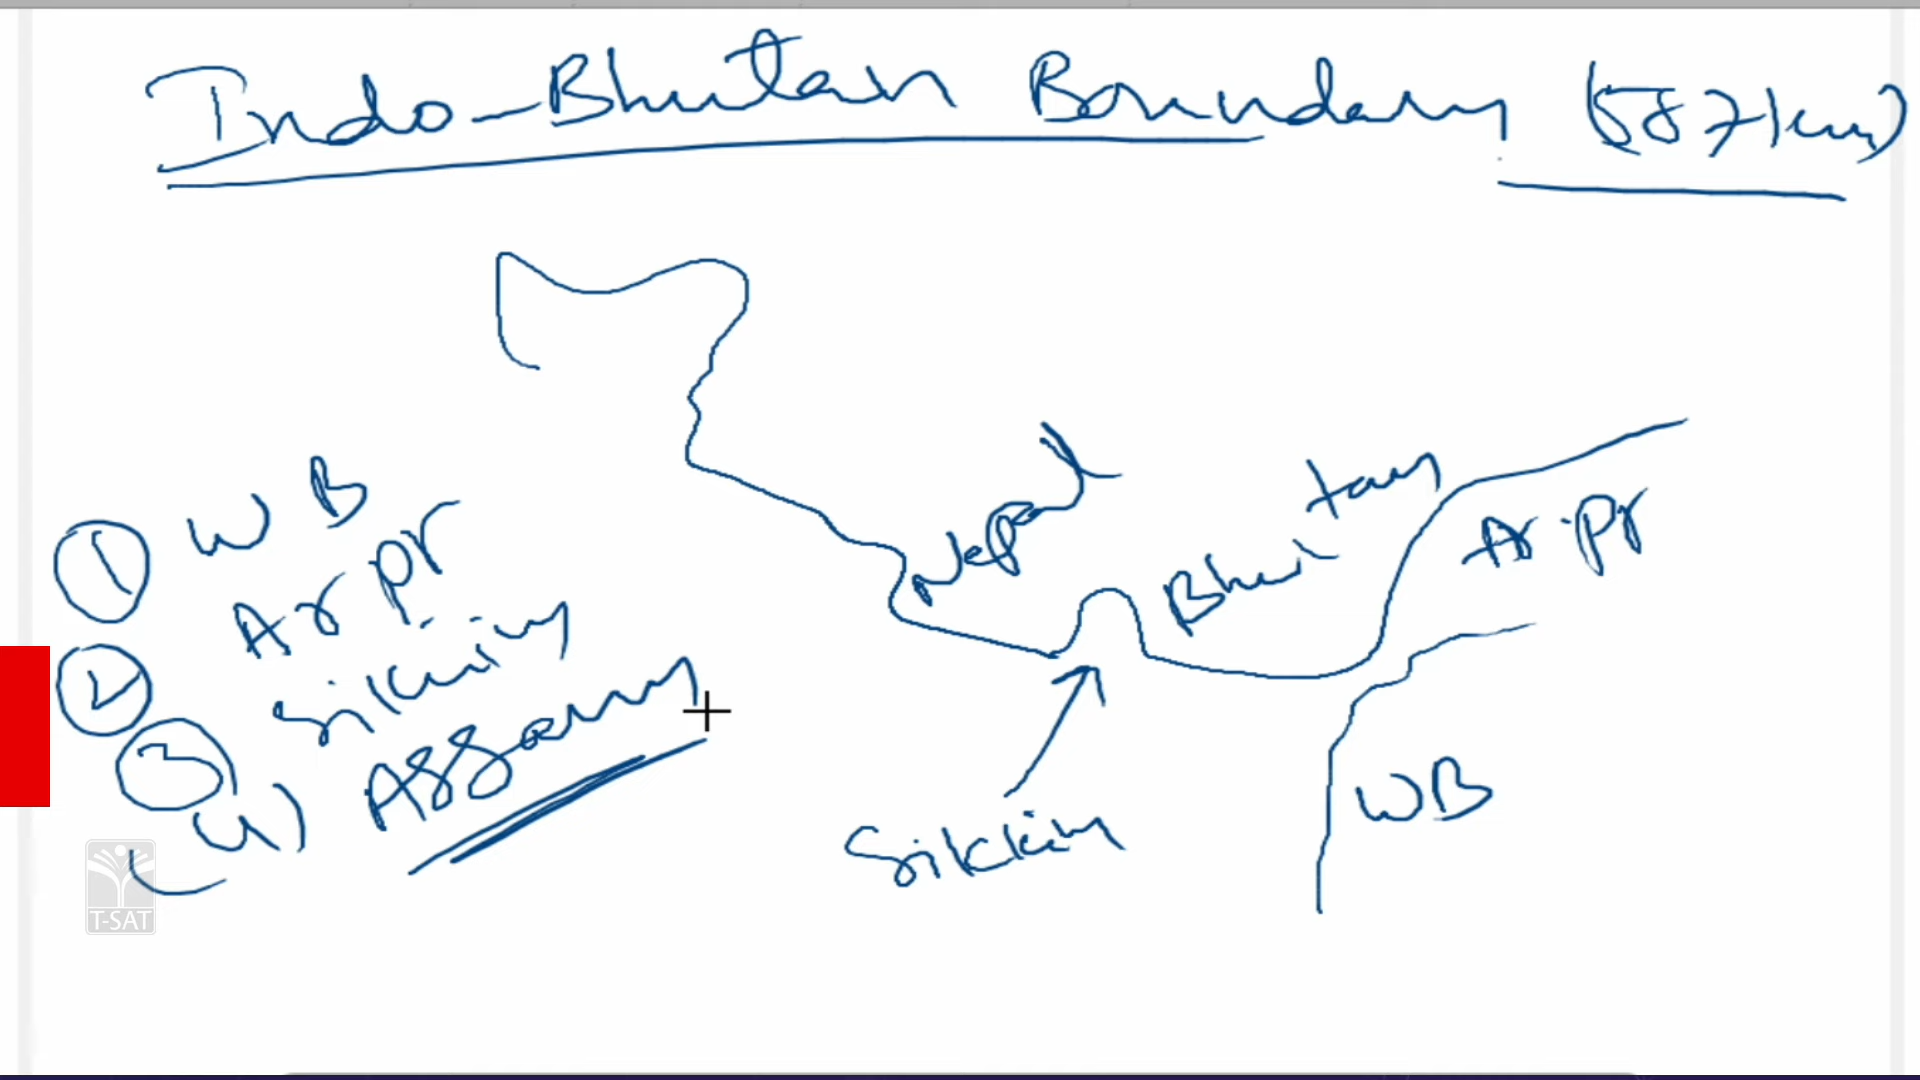 Indo-Bhutan Boundary (587km)
Nepal
Bhutan
Ar.pr
① WB
② Ar pr
③ Sikkim
4) Assam
Sikkim
WB
T-SAT